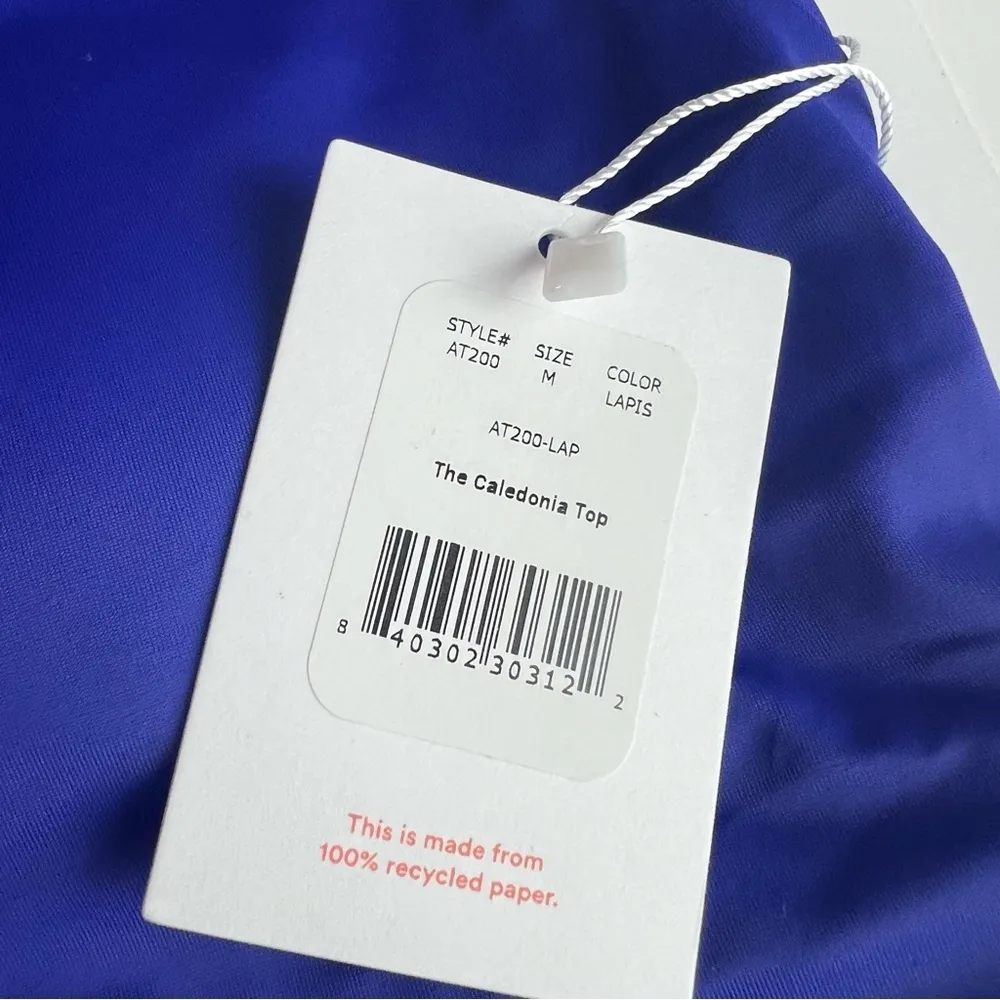 STYLE# SIZE COLOR
AT200 M LAPIS
AT200-LAP
The Caledonia Top
8 40302 30312 2
This is made from
100% recycled paper.